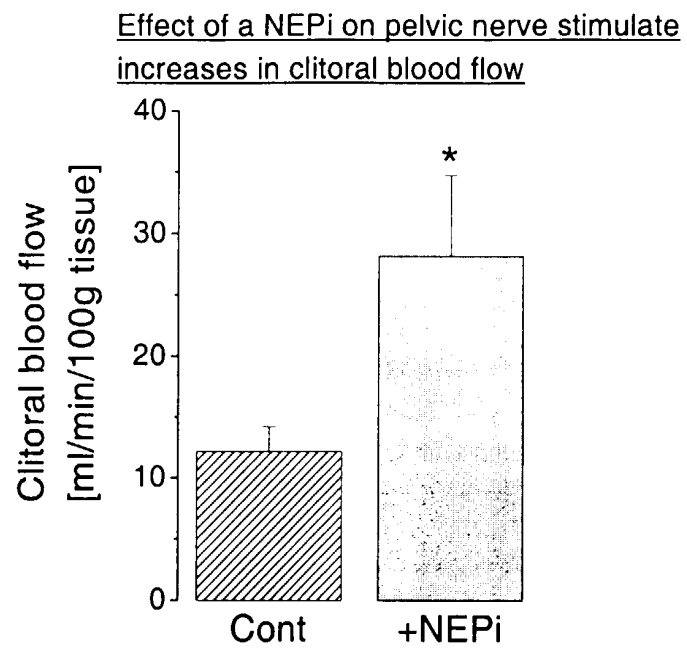 Effect of a NEPi on pelvic nerve stimulate
increases in clitoral blood flow
Clitoral blood flow
[ml/min/100g tissue]
40
30
20
10
0
*
Cont
+NEPi